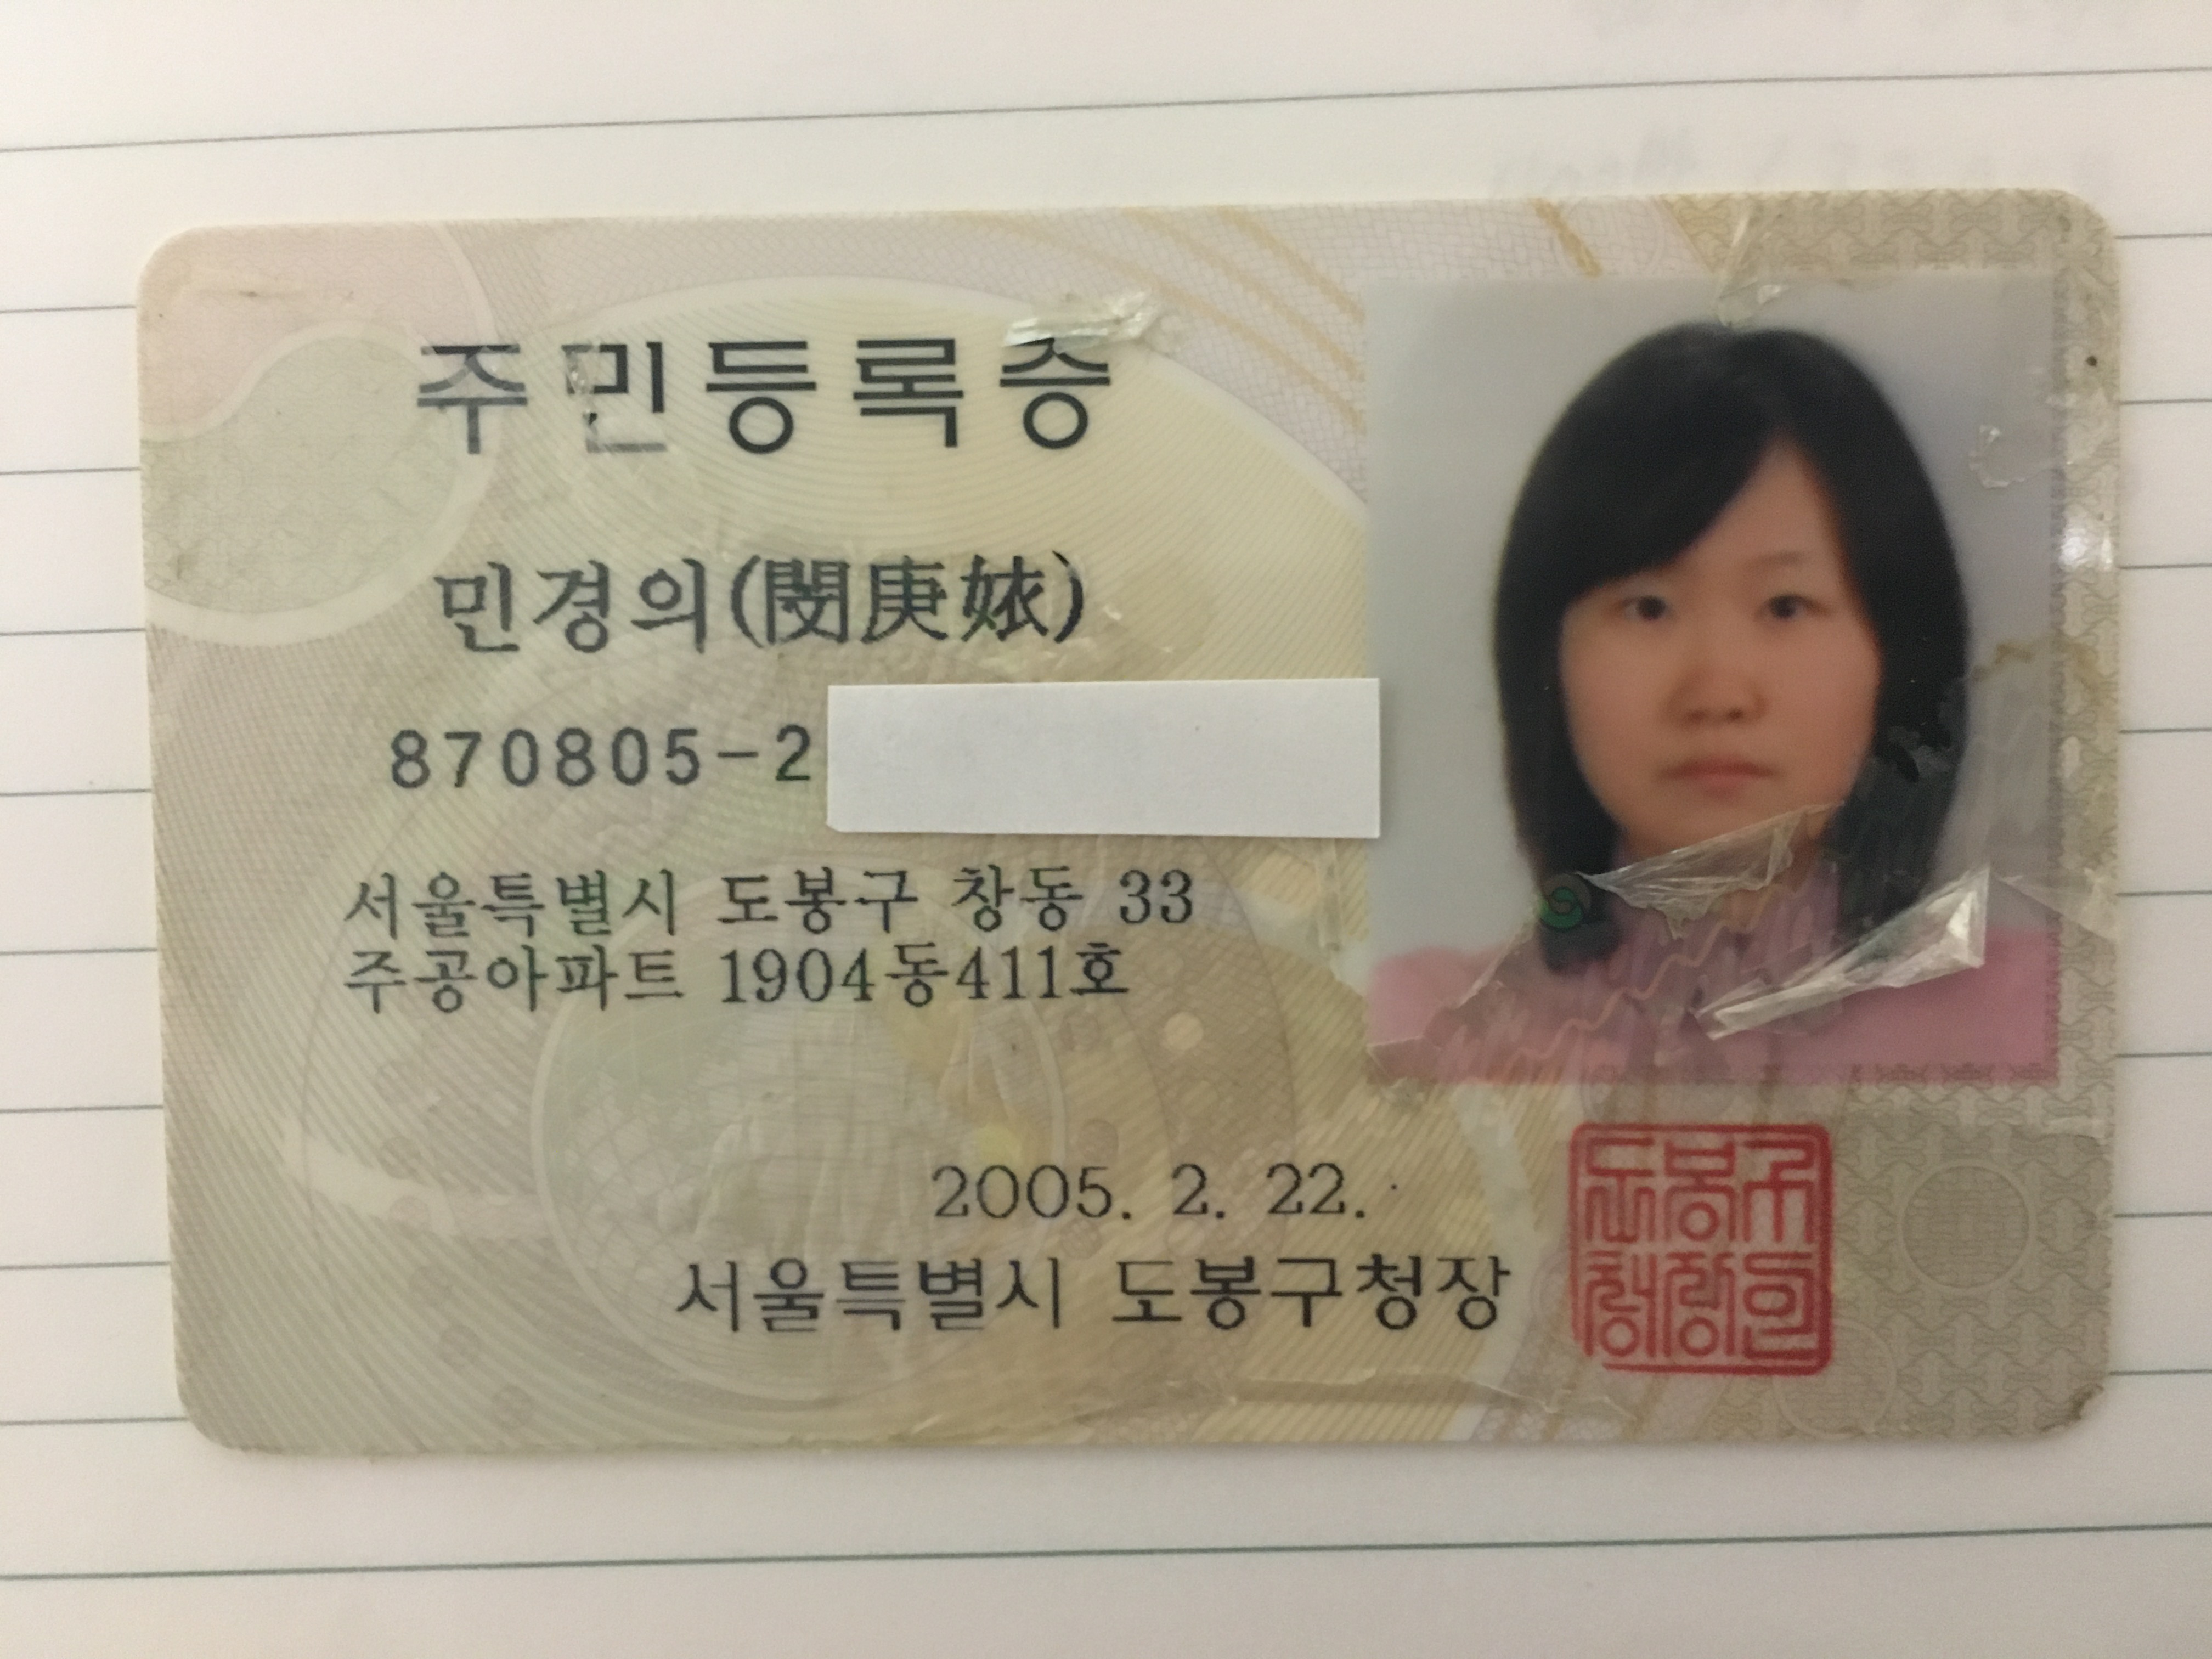 주민등록증
민경의(閔庚㛄)
870805-2
서울특별시 도봉구 창동 33
주공아파트 1904동411호
2005. 2. 22.
서울특별시 도봉구청장